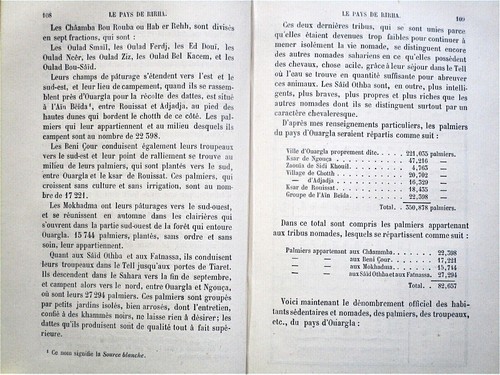 108 LE PAYS DE RIRHA.
Les Châamba Bou Rouba ou Hab er Rehh, sont divisés
en sept fractions, qui sont :
Les Oulad Smaïl, les Oulad Ferdj, les Ed Douï, les
Oulad Neêr, les Oulad Ziz, les Oulad Bel Kacem, et les
Oulad Bou-Sâïd.
Leurs champs de pâturage s'étendent vers l'est et le
sud-est, et leur lieu de campement, quand ils se rassem-
blent près d'Ouargla pour la récolte des dattes, est situé
à l'Aïn Beïda¹, entre Rouissat et Adjadja, au pied des
hautes dunes qui bordent le chotth de ce côté. Les pal-
miers qui leur appartiennent et au milieu desquels ils
campent sont au nombre de 22 398.
Les Beni Çour conduisent également leurs troupeaux
vers le sud-est et leur point de ralliement se trouve au
milieu de leurs palmiers, qui sont plantés vers le sud,
entre Ouargla et le ksar de Rouissat. Ces palmiers, qui
croissent sans culture et sans irrigation, sont au nom-
bre de 17 221.
Les Mokhadma ont leurs pâturages vers le sud-ouest,
et se réunissent en automne dans les clairières qui
s'ouvrent dans la partie sud-ouest de la forêt qui entoure
Ouargla. 15 744 palmiers, plantés, sans ordre et sans
soin, leur appartiennent.
Quant aux Sâïd Othba et aux Fatnassa, ils conduisent
leurs troupeaux dans le Tell jusqu'aux portes de Tiaret.
Ils descendent dans le Sahara vers la fin de septembre,
et campent alors vers le nord, entre Ouargla et Ngouça,
où sont leurs 27 294 palmiers. Ces palmiers sont groupés
par petits jardins isolés, bien arrosés, dont l'entretien,
confié à des khammès noirs, ne laisse rien à désirer; les
dattes qu'ils produisent sont de qualité tout à fait supé-
rieure.
¹ Ce nom signifie la Source blanche.
LE PAYS DE RIRHA. 109
Ces deux dernières tribus, qui se sont unies parce
qu'elles étaient devenues trop faibles pour continuer à
mener isolément la vie nomade, se distinguent encore
des autres nomades sahariens en ce qu'elles possèdent
des chevaux, chose acile, grâce à leur séjour dans le Tell
où l'eau se trouve en quantité suffisante pour abreuver
ces animaux. Les Sâïd Othba sont, en outre, plus intelli-
gents, plus braves, plus propres et plus riches que les
autres nomades dont ils se distinguent surtout par un
caractère chevaleresque.
D'après mes renseignements particuliers, les palmiers
du pays d'Ouargla seraient répartis comme suit :
Ville d'Ouargla proprement dite. . . . . 221,035 palmiers.
Ksar de Ngouça. . . . . . . . 47,216 —
Zaouïa de Sidi Khouïl. . . . . . 4,165 —
Village de Chotth . . . . . . . 20,702 —
— d'Adjadja . . . . . . . 16,329 —
Ksar de Rouissat. . . . . . . 18,435 —
Groupe de l'Aïn Beïda. . . . . . 22,398 —
Total. . . 350,878 palmiers.
Dans ce total sont compris les palmiers appartenant
aux tribus nomades, lesquels se répartissent comme suit :
Palmiers appartenant aux Châamba. . . . . 22,398
— — aux Beni Çour . . . . 17,221
— — aux Mokhadma. . . . 15,744
— — aux Sâïd Othba et aux Fatnassa. 27,294
Total. . . 82,657
Voici maintenant le dénombrement officiel des habi-
tants sédentaires et nomades, des palmiers, des troupeaux,
etc., du pays d'Ouargla :